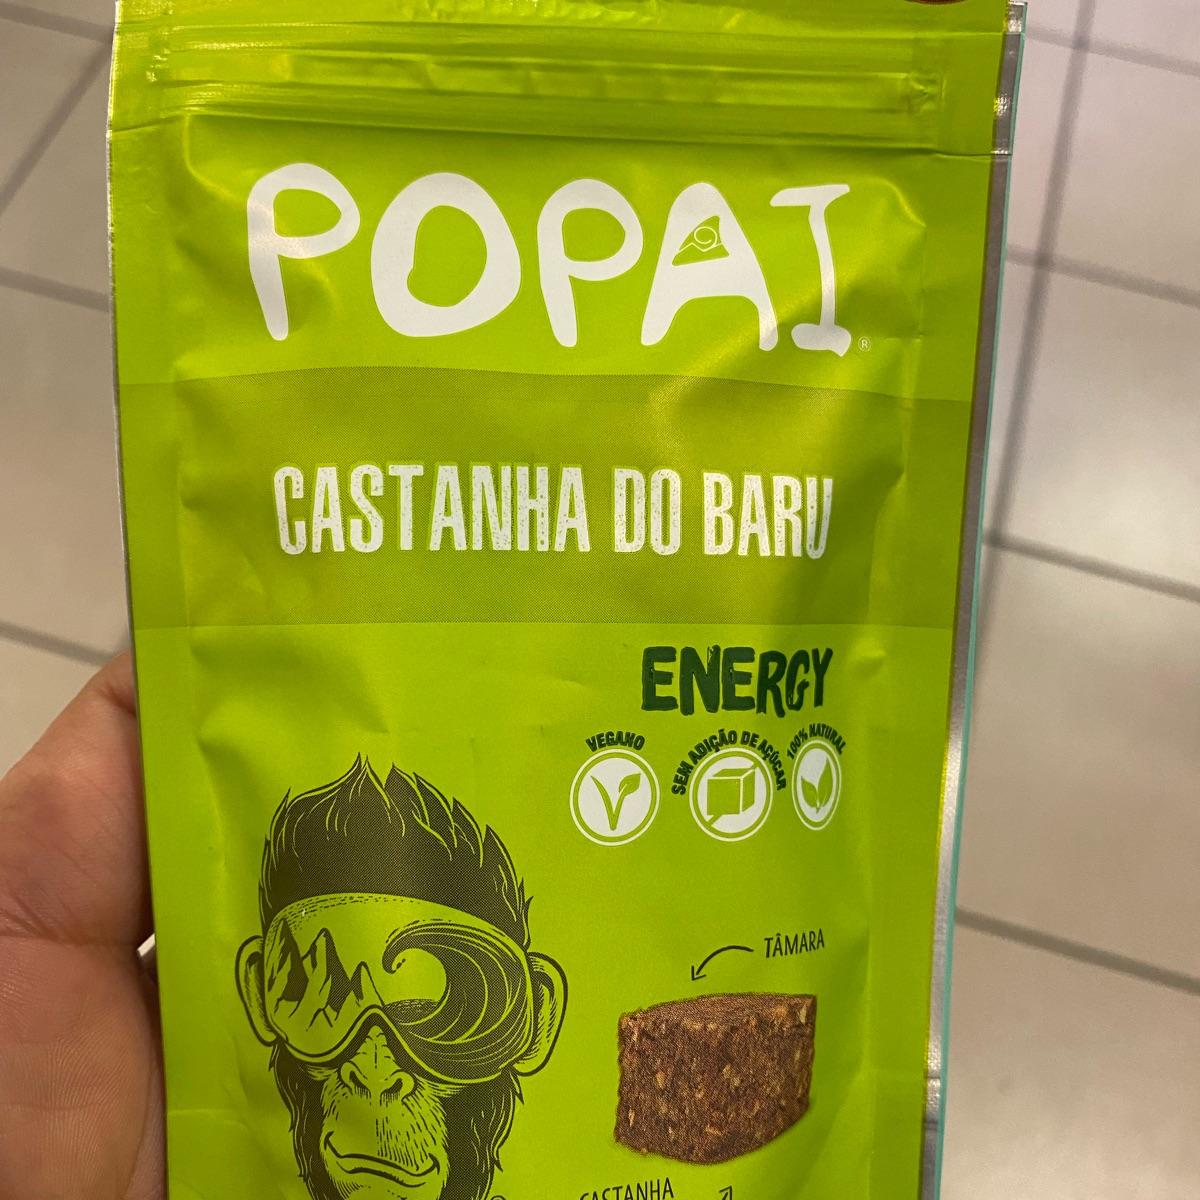 POPAI
®
CASTANHA DO BARU
ENERGY
VEGANO
SEM ADIÇÃO DE AÇÚCAR
100% NATURAL
TÂMARA
CASTANHA